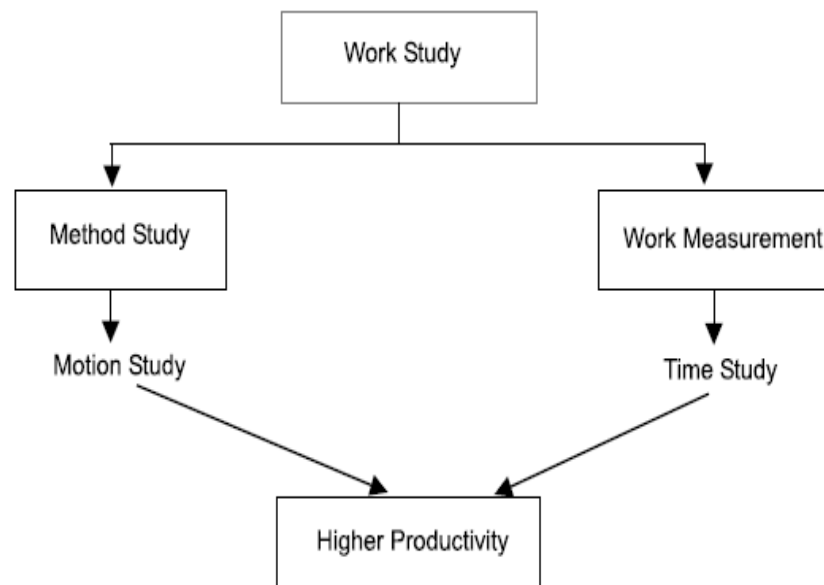 Work Study
Method Study
Work Measurement
Motion Study
Time Study
Higher Productivity